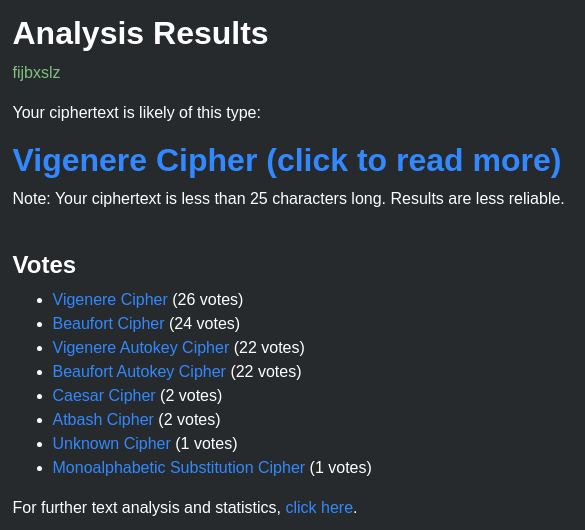 Analysis Results
fijbxslz
Your ciphertext is likely of this type:
Vigenere Cipher (click to read more)
Note: Your ciphertext is less than 25 characters long. Results are less reliable.
Votes
Vigenere Cipher (26 votes)
Beaufort Cipher (24 votes)
Vigenere Autokey Cipher (22 votes)
Beaufort Autokey Cipher (22 votes)
Caesar Cipher (2 votes)
Atbash Cipher (2 votes)
Unknown Cipher (1 votes)
Monoalphabetic Substitution Cipher (1 votes)
For further text analysis and statistics, click here.